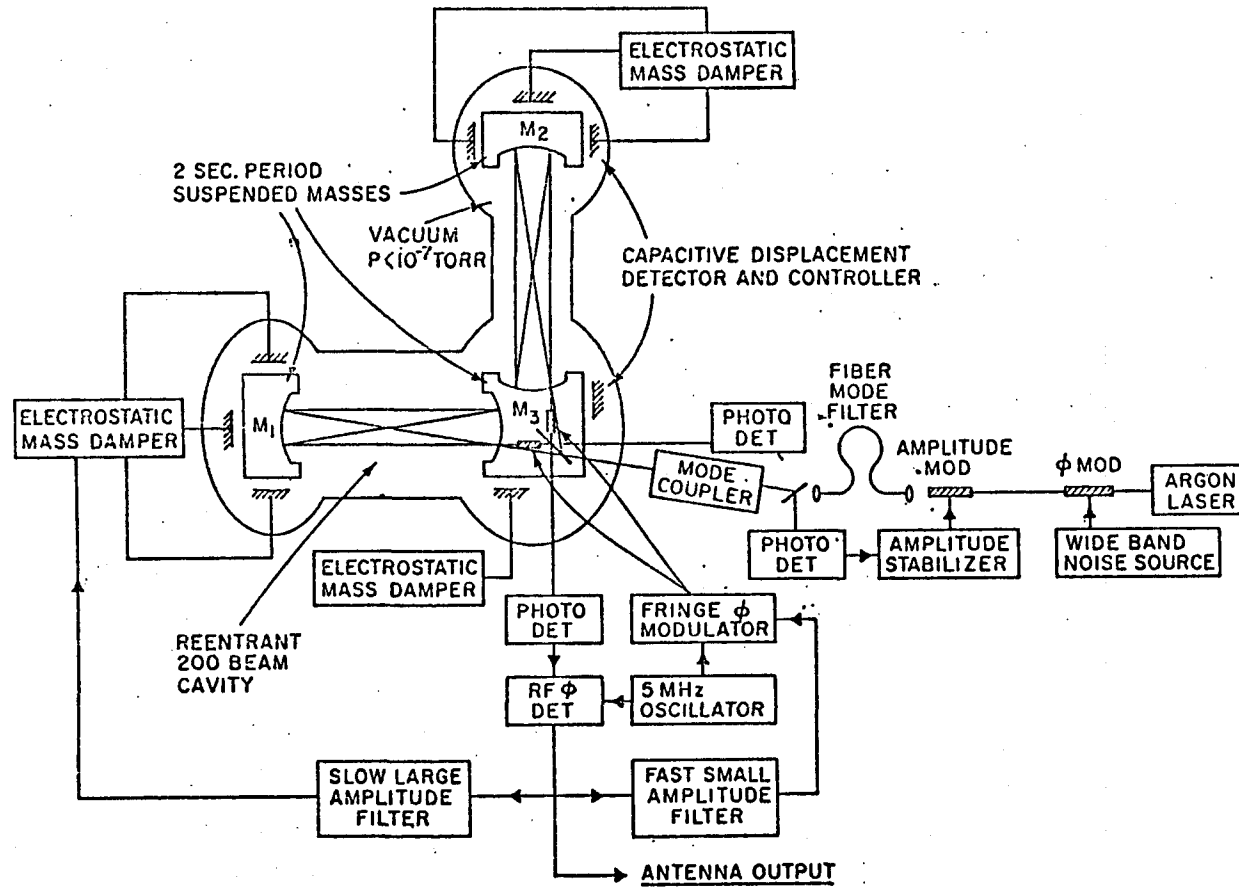 ELECTROSTATIC
MASS DAMPER
M2
2 SEC. PERIOD
SUSPENDED MASSES
VACUUM
P<10⁻⁷ TORR
CAPACITIVE DISPLACEMENT
DETECTOR AND CONTROLLER
FIBER
MODE
FILTER
ELECTROSTATIC
MASS DAMPER
M1
M3
PHOTO
DET
AMPLITUDE
MOD
ϕ MOD
MODE
COUPLER
ARGON
LASER
PHOTO
DET
AMPLITUDE
STABILIZER
WIDE BAND
NOISE SOURCE
ELECTROSTATIC
MASS DAMPER
PHOTO
DET
FRINGE ϕ
MODULATOR
REENTRANT
200 BEAM
CAVITY
RF ϕ
DET
5 MHz
OSCILLATOR
SLOW LARGE
AMPLITUDE
FILTER
FAST SMALL
AMPLITUDE
FILTER
ANTENNA OUTPUT